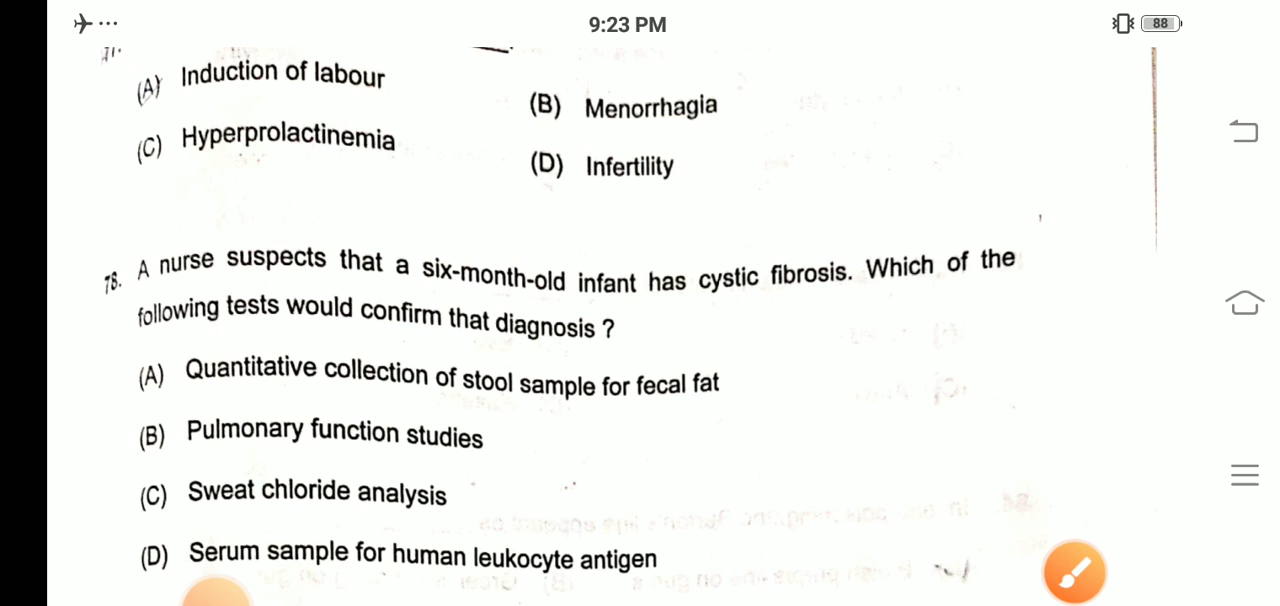 9:23 PM
88
(A) Induction of labour
(B) Menorrhagia
(C) Hyperprolactinemia
(D) Infertility
78. A nurse suspects that a six-month-old infant has cystic fibrosis. Which of the
following tests would confirm that diagnosis ?
(A) Quantitative collection of stool sample for fecal fat
(B) Pulmonary function studies
(C) Sweat chloride analysis
(D) Serum sample for human leukocyte antigen